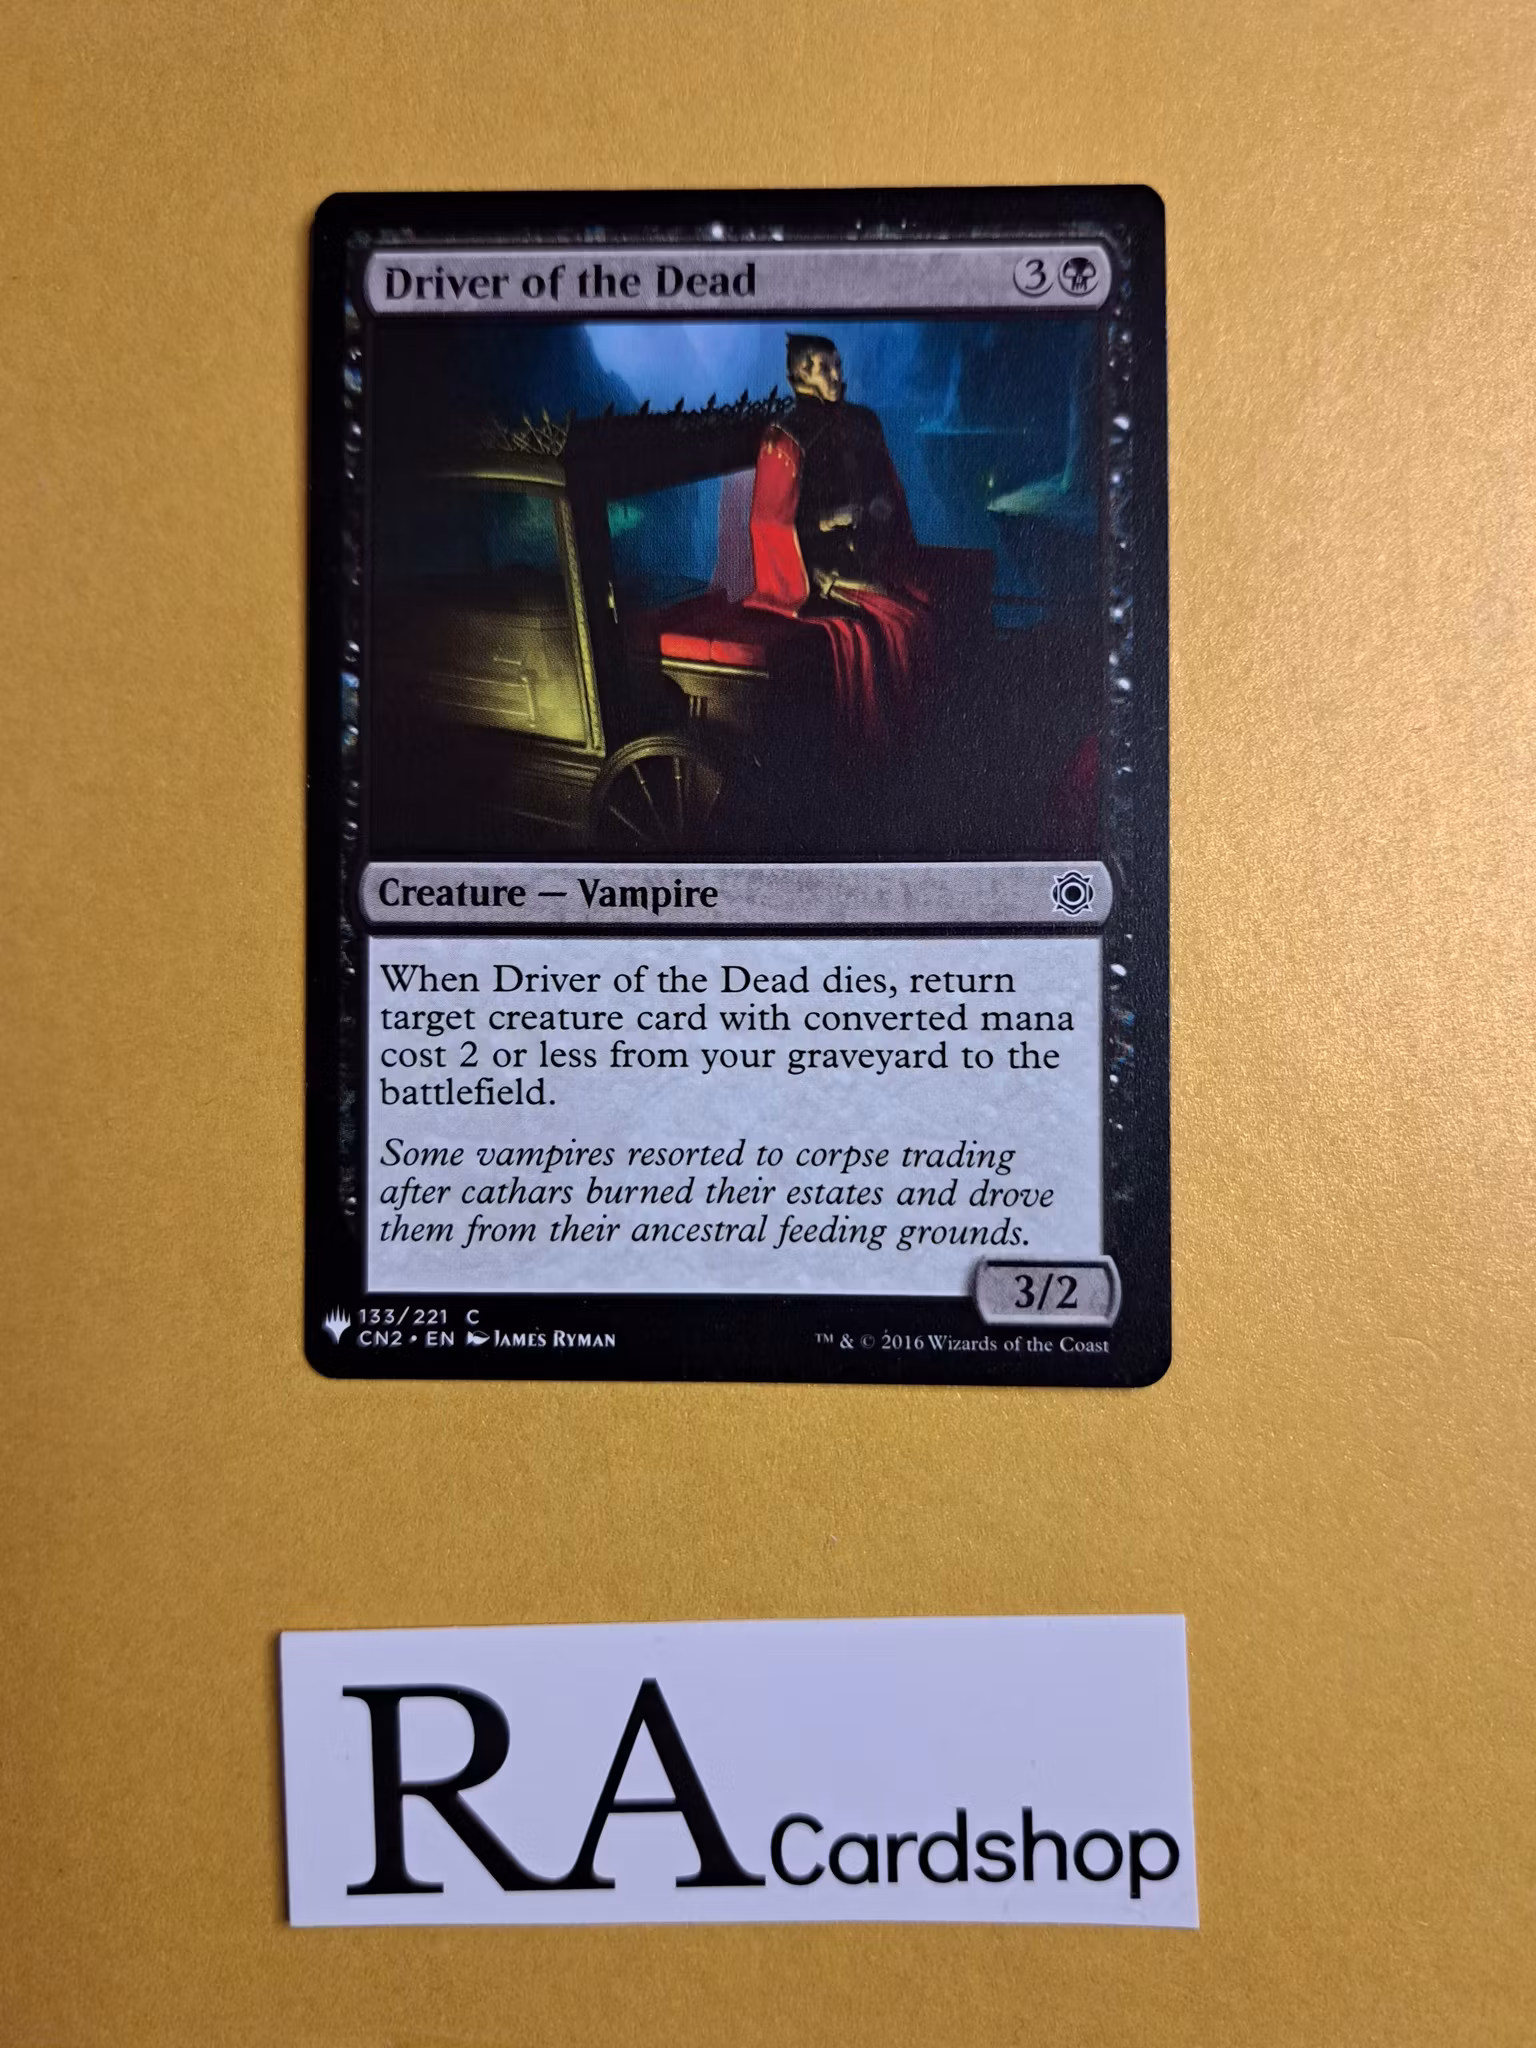 Driver of the Dead 3
Creature — Vampire
When Driver of the Dead dies, return
target creature card with converted mana
cost 2 or less from your graveyard to the
battlefield.
Some vampires resorted to corpse trading
after cathars burned their estates and drove
them from their ancestral feeding grounds.
3/2
133/221 C
CN2 • EN James Ryman
™ & © 2016 Wizards of the Coast
RA Cardshop